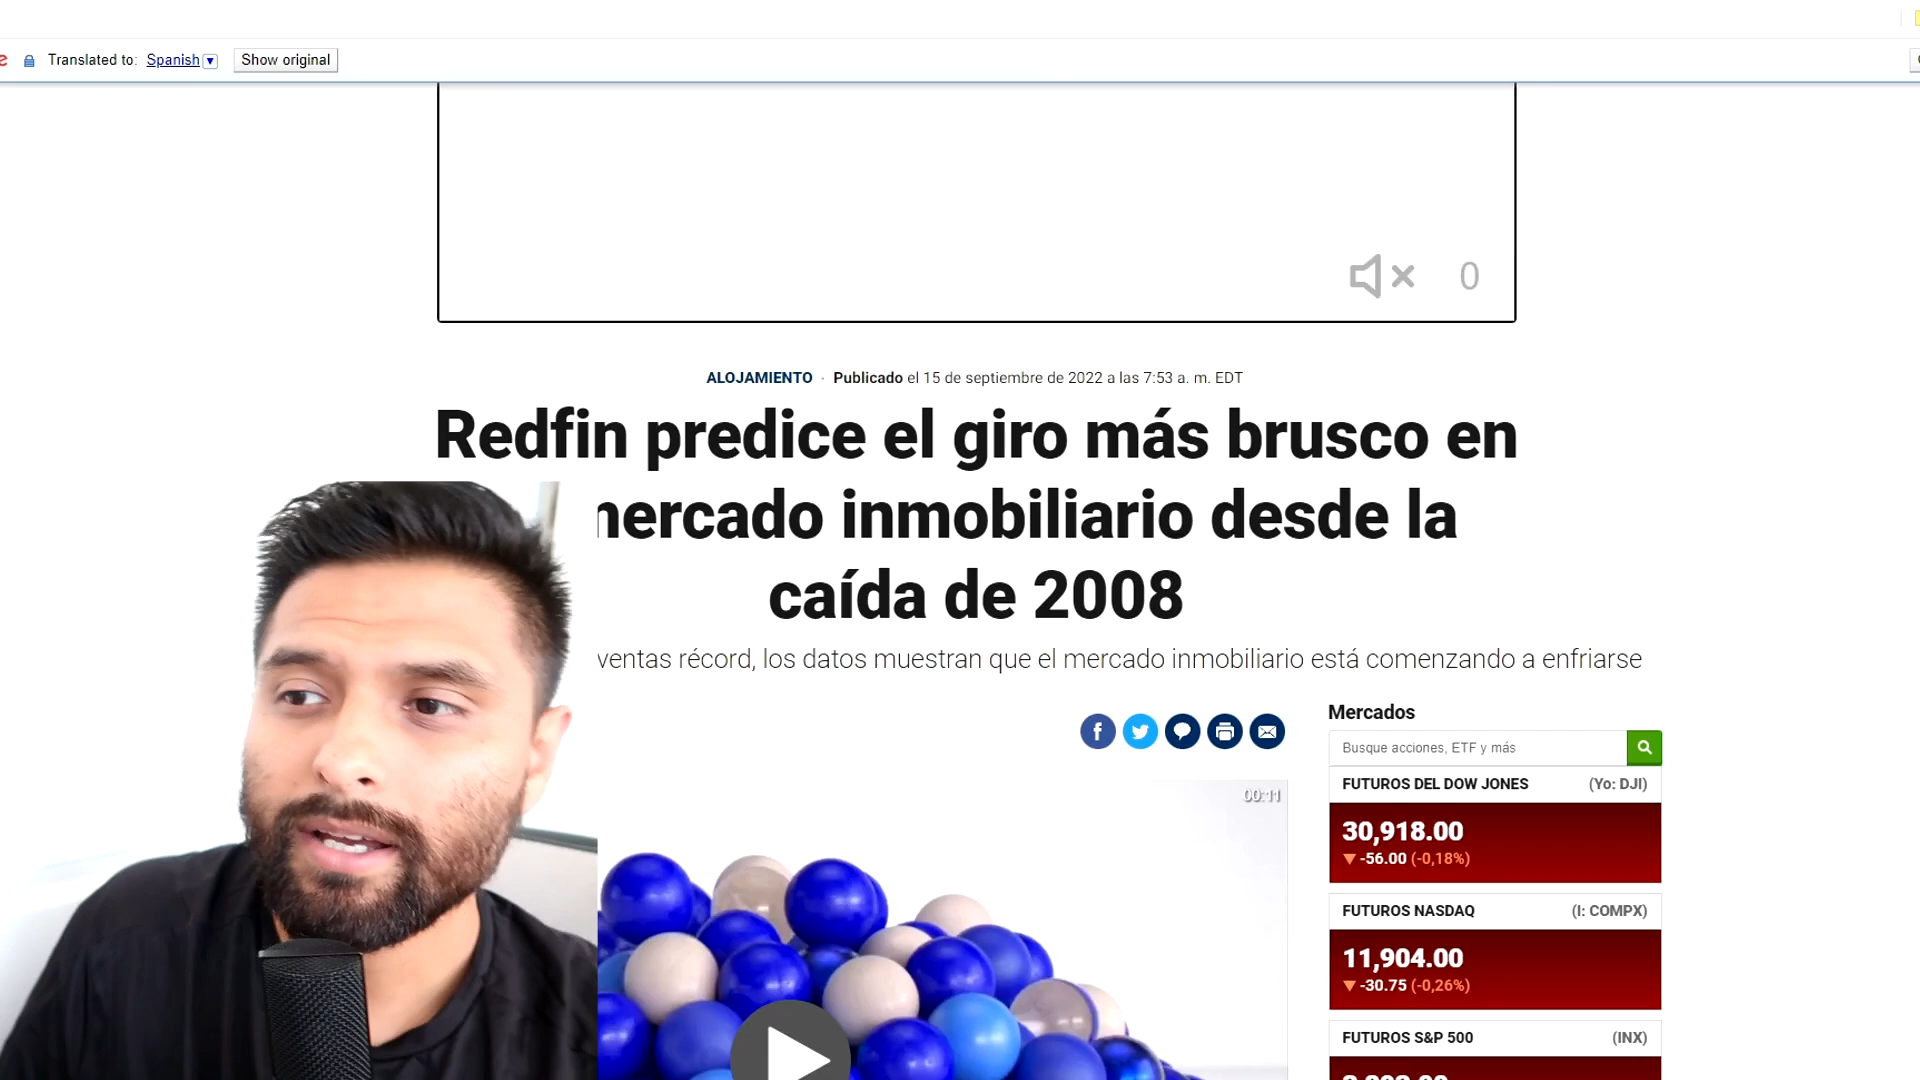 Translated to: Spanish Show original
0
ALOJAMIENTO · Publicado el 15 de septiembre de 2022 a las 7:53 a. m. EDT
Redfin predice el giro más brusco en
mercado inmobiliario desde la
caída de 2008
ventas récord, los datos muestran que el mercado inmobiliario está comenzando a enfriarse
Mercados
Busque acciones, ETF y más
00:11
FUTUROS DEL DOW JONES (Yo: DJI)
30,918.00
▼ -56.00 (-0,18%)
FUTUROS NASDAQ (I: COMPX)
11,904.00
▼ -30.75 (-0,26%)
FUTUROS S&P 500 (INX)